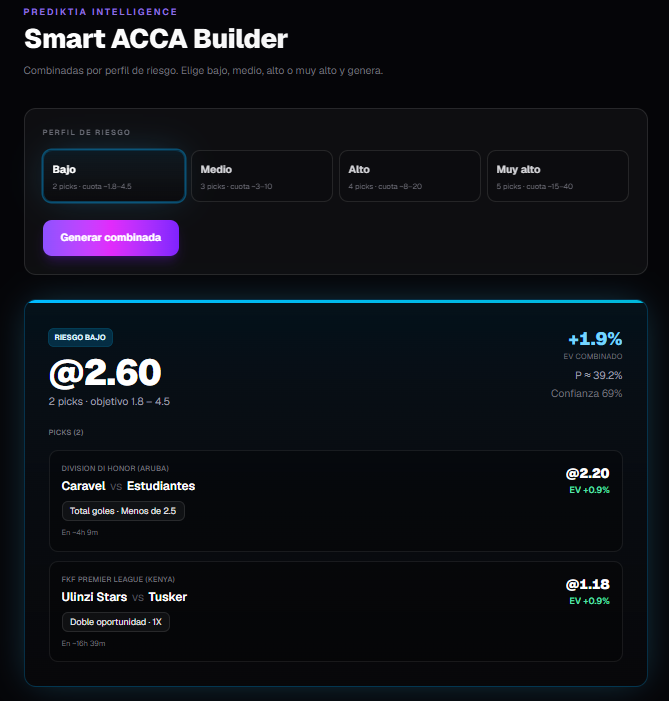 PREDIKTIA INTELLIGENCE
Smart ACCA Builder
Combinadas por perfil de riesgo. Elige bajo, medio, alto o muy alto y genera.
PERFIL DE RIESGO
Bajo
2 picks · cuota ~1.8–4.5
Medio
3 picks · cuota ~3–10
Alto
4 picks · cuota ~8–20
Muy alto
5 picks · cuota ~15–40
Generar combinada
RIESGO BAJO
@2.60
2 picks · objetivo 1.8 – 4.5
+1.9%
EV COMBINADO
P ≈ 39.2%
Confianza 69%
PICKS (2)
DIVISION DI HONOR (ARUBA)
Caravel vs Estudiantes
Total goles · Menos de 2.5
En ~4h 9m
@2.20
EV +0.9%
FKF PREMIER LEAGUE (KENYA)
Ulinzi Stars vs Tusker
Doble oportunidad · 1X
En ~16h 39m
@1.18
EV +0.9%